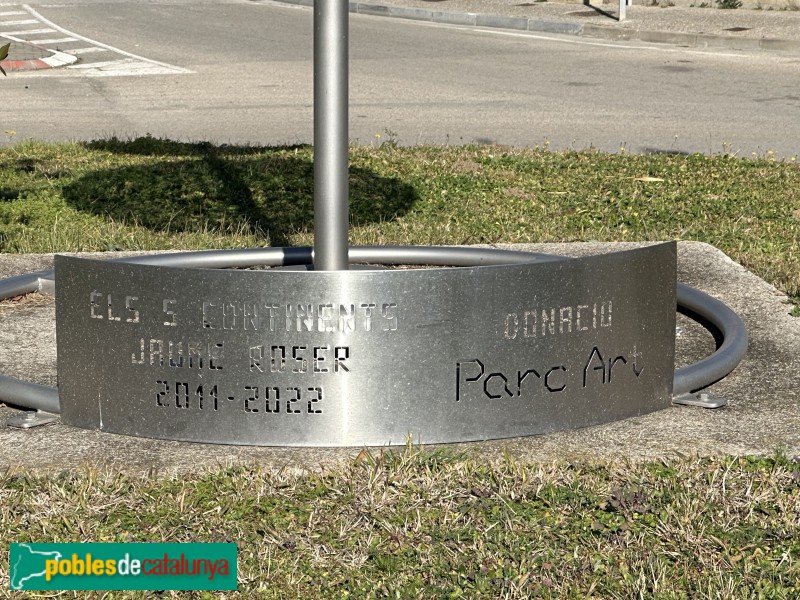 ELS 5 CONTINENTS
JAUME ROSER
2011-2022
DONACIÓ
Parc Art
poblesdecatalunya